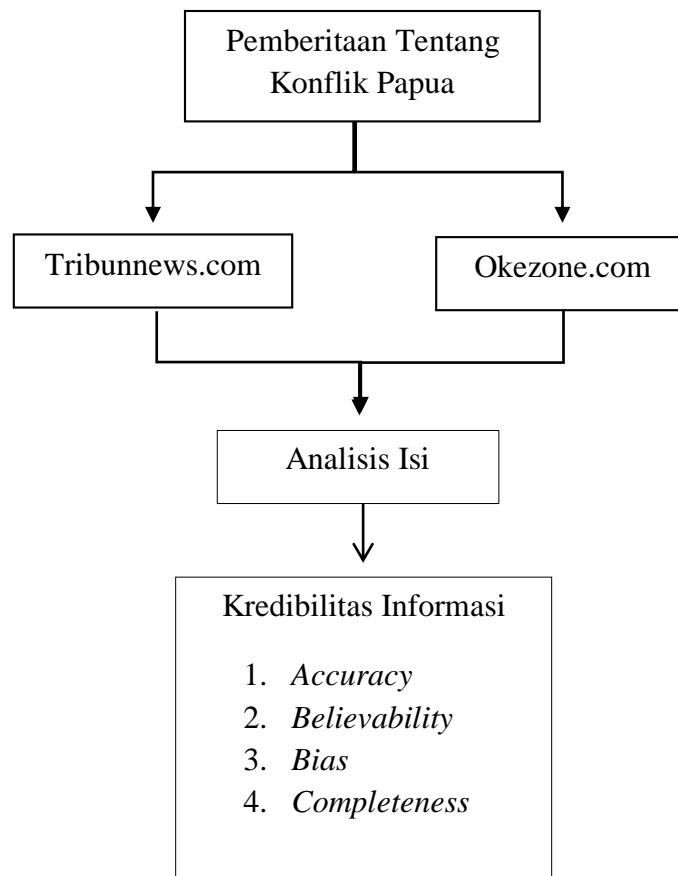 Pemberitaan Tentang
Konflik Papua
Tribunnews.com
Okezone.com
Analisis Isi
Kredibilitas Informasi
1. Accuracy
2. Believability
3. Bias
4. Completeness